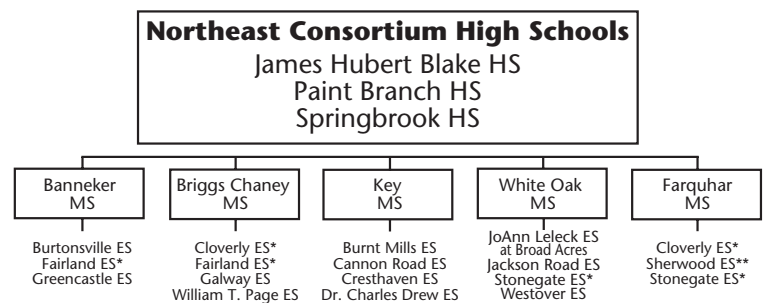 Northeast Consortium High Schools
James Hubert Blake HS
Paint Branch HS
Springbrook HS
Banneker
MS
Briggs Chaney
MS
Key
MS
White Oak
MS
Farquhar
MS
Burtonsville ES
Fairland ES*
Greencastle ES
Cloverly ES*
Fairland ES*
Galway ES
William T. Page ES
Burnt Mills ES
Cannon Road ES
Cresthaven ES
Dr. Charles Drew ES
JoAnn Leleck ES
at Broad Acres
Jackson Road ES
Stonegate ES*
Westover ES
Cloverly ES*
Sherwood ES**
Stonegate ES*